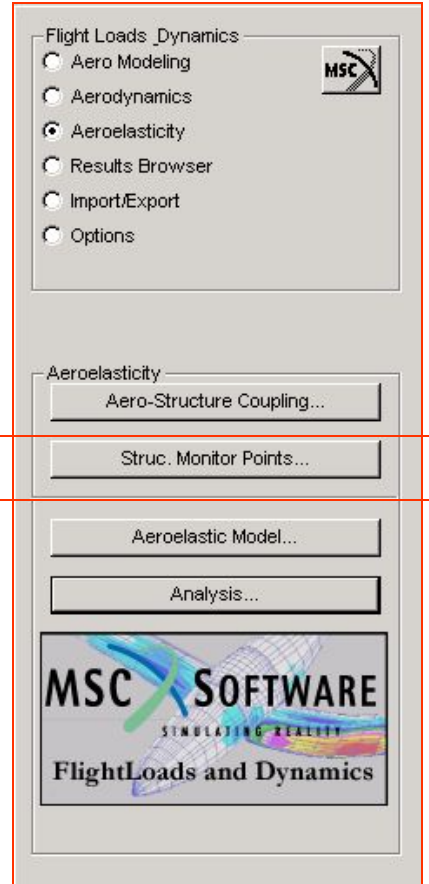 Flight Loads _Dynamics
MSC
Aero Modeling
Aerodynamics
Aeroelasticity
Results Browser
Import/Export
Options
Aeroelasticity
Aero-Structure Coupling...
Struc. Monitor Points...
Aeroelastic Model...
Analysis...
MSC SOFTWARE
SIMULATING REALITY
FlightLoads and Dynamics